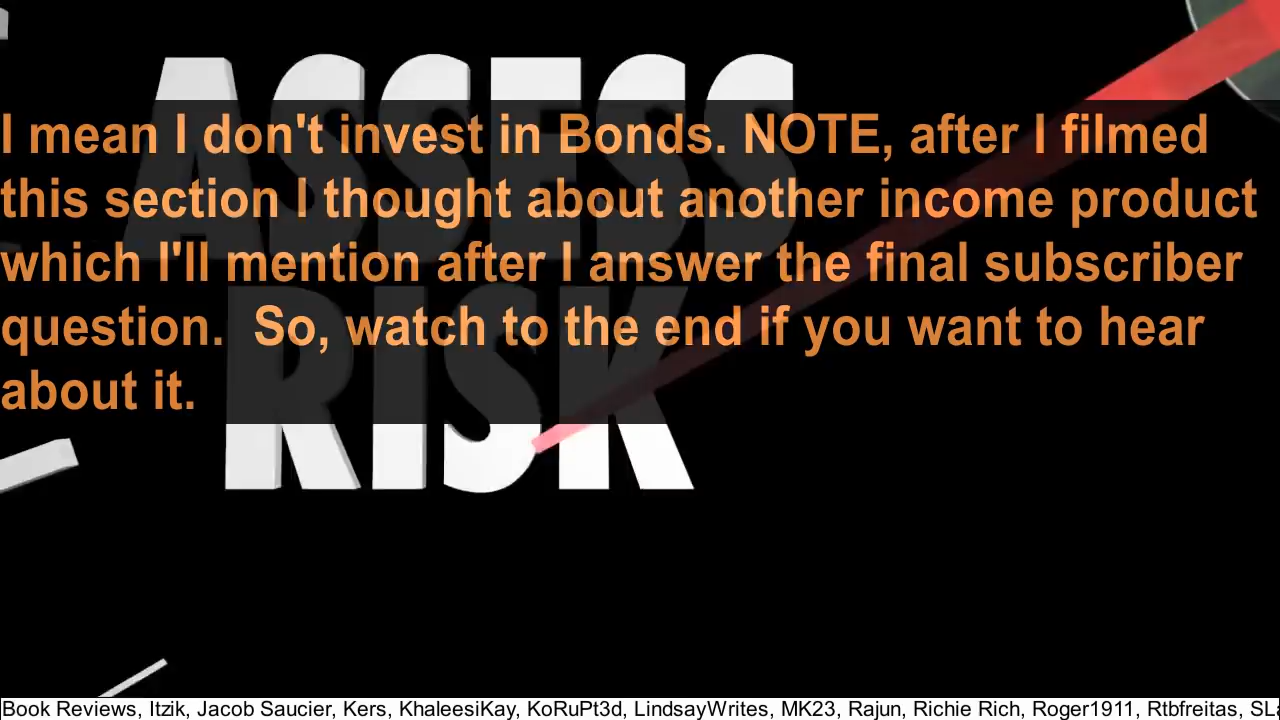 ASSESS
RISK
I mean I don't invest in Bonds. NOTE, after I filmed
this section I thought about another income product
which I'll mention after I answer the final subscriber
question.  So, watch to the end if you want to hear
about it.
Book Reviews, Itzik, Jacob Saucier, Kers, KhaleesiKay, KoRuPt3d, LindsayWrites, MK23, Rajun, Richie Rich, Roger1911, Rtbfreitas,